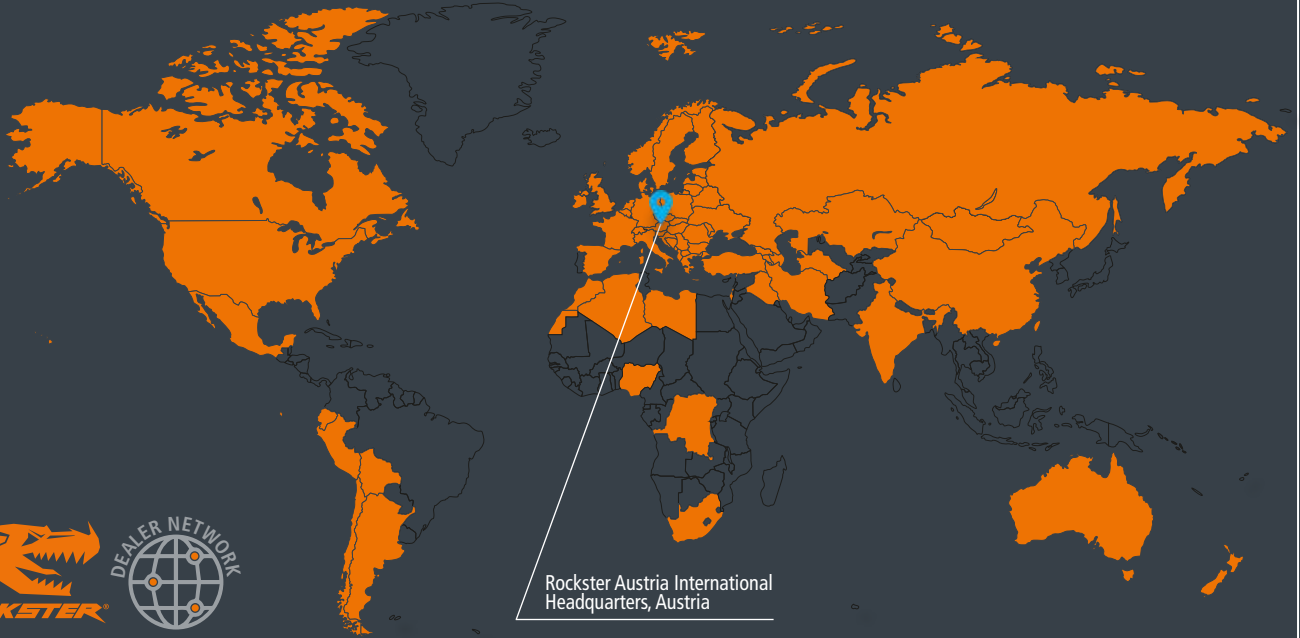 DEALER NETWORK
KSTER®
Rockster Austria International
Headquarters, Austria